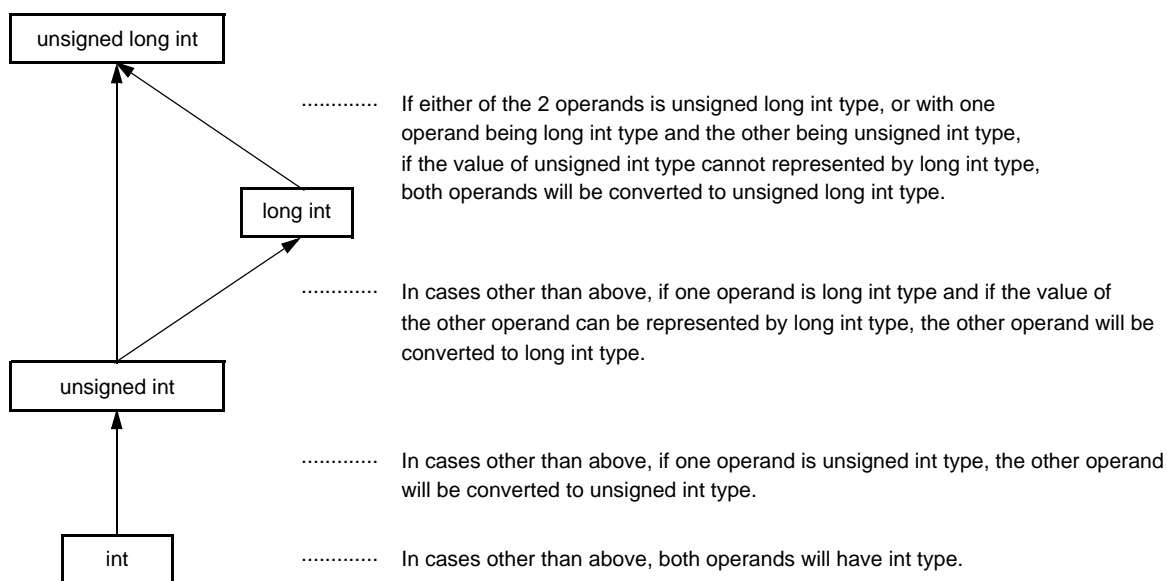 unsigned long int
............. If either of the 2 operands is unsigned long int type, or with one
operand being long int type and the other being unsigned int type,
if the value of unsigned int type cannot represented by long int type,
both operands will be converted to unsigned long int type.
long int
............. In cases other than above, if one operand is long int type and if the value of
the other operand can be represented by long int type, the other operand will be
converted to long int type.
unsigned int
............. In cases other than above, if one operand is unsigned int type, the other operand
will be converted to unsigned int type.
int
............. In cases other than above, both operands will have int type.